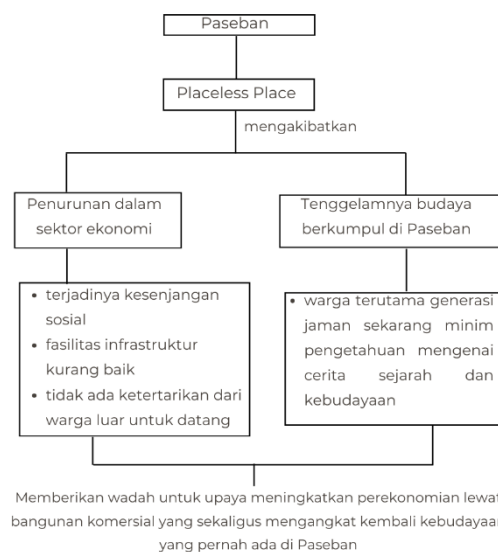 Paseban
Placeless Place
mengakibatkan
Penurunan dalam
sektor ekonomi
Tenggelamnya budaya
berkumpul di Paseban
• terjadinya kesenjangan
sosial
• fasilitas infrastruktur
kurang baik
• tidak ada ketertarikan dari
warga luar untuk datang
• warga terutama generasi
jaman sekarang minim
pengetahuan mengenai
cerita sejarah dan
kebudayaan
Memberikan wadah untuk upaya meningkatkan perekonomian lewat
bangunan komersial yang sekaligus mengangkat kembali kebudayaan
yang pernah ada di Paseban